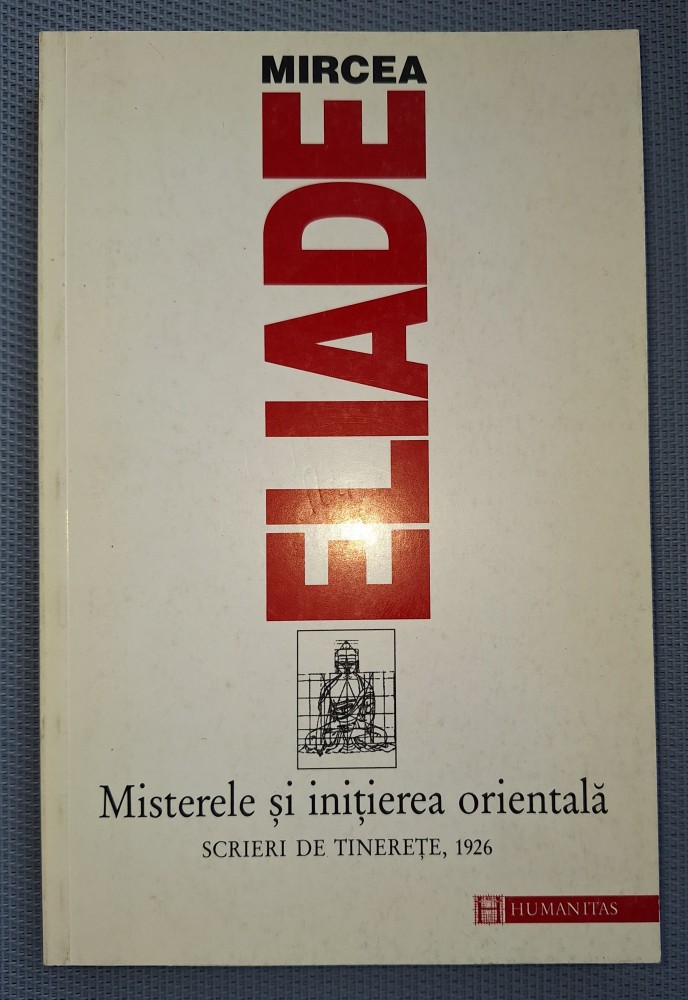 MIRCEA
ELIADE
Misterele și inițierea orientală
SCRIERI DE TINEREȚE, 1926
HUMANITAS